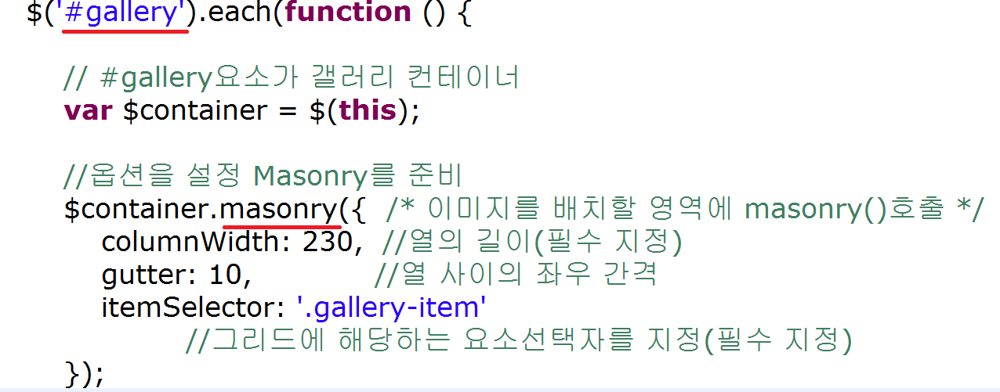 $('#gallery').each(function () {
// #gallery요소가 갤러리 컨테이너
var $container = $(this);
//옵션을 설정 Masonry를 준비
$container.masonry({ /* 이미지를 배치할 영역에 masonry()호출 */
columnWidth: 230, //열의 길이(필수 지정)
gutter: 10, //열 사이의 좌우 간격
itemSelector: '.gallery-item'
//그리드에 해당하는 요소선택자를 지정(필수 지정)
});